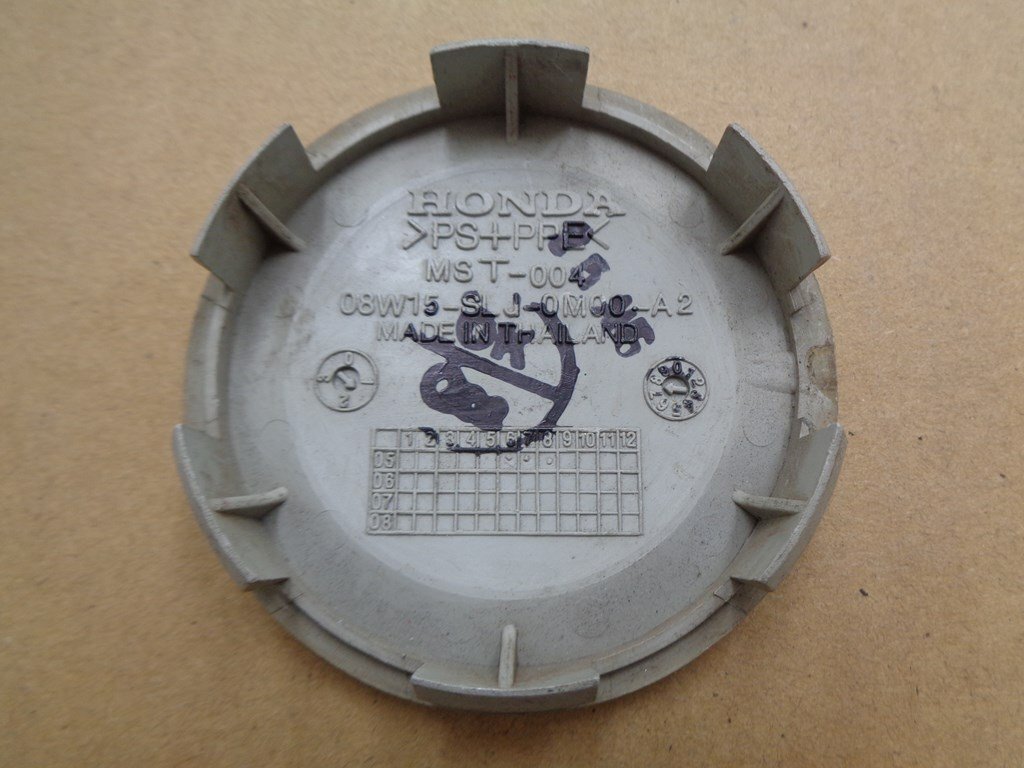 HONDA
>PS+PPE<
MST-004
08W15-SLJ-0M00-A2
MADE IN THAILAND
1 2 3 4 5 6 7 8 9 10 11 12
05
06
07
08